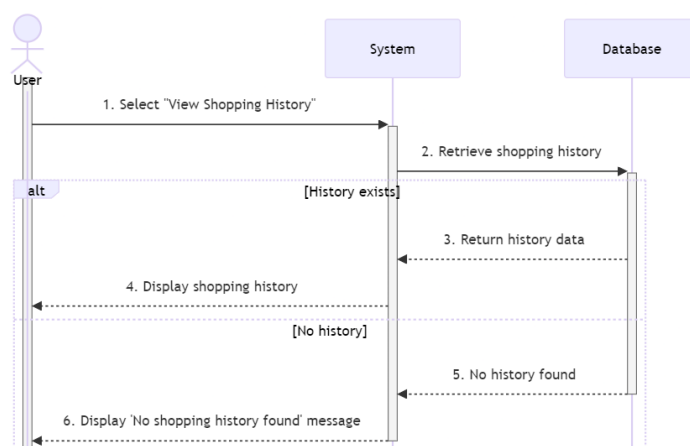 User
System
Database
1. Select "View Shopping History"
2. Retrieve shopping history
alt
[History exists]
3. Return history data
4. Display shopping history
[No history]
5. No history found
6. Display 'No shopping history found' message